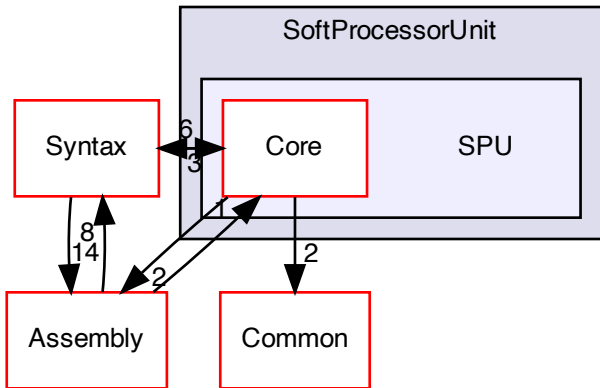 SoftProcessorUnit
6
Syntax
Core
SPU
3
1
8
14
2
2
Assembly
Common